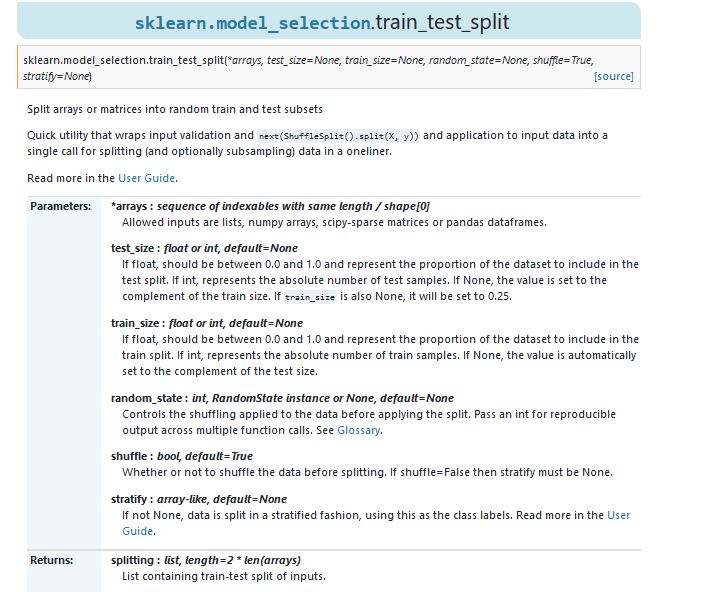 sklearn.model_selection.train_test_split
sklearn.model_selection.train_test_split(*arrays, test_size=None, train_size=None, random_state=None, shuffle=True,
stratify=None) [source]
Split arrays or matrices into random train and test subsets
Quick utility that wraps input validation and next(ShuffleSplit().split(X, y)) and application to input data into a
single call for splitting (and optionally subsampling) data in a oneliner.
Read more in the User Guide.
Parameters: *arrays : sequence of indexables with same length / shape[0]
Allowed inputs are lists, numpy arrays, scipy-sparse matrices or pandas dataframes.
test_size : float or int, default=None
If float, should be between 0.0 and 1.0 and represent the proportion of the dataset to include in the
test split. If int, represents the absolute number of test samples. If None, the value is set to the
complement of the train size. If train_size is also None, it will be set to 0.25.
train_size : float or int, default=None
If float, should be between 0.0 and 1.0 and represent the proportion of the dataset to include in the
train split. If int, represents the absolute number of train samples. If None, the value is automatically
set to the complement of the test size.
random_state : int, RandomState instance or None, default=None
Controls the shuffling applied to the data before applying the split. Pass an int for reproducible
output across multiple function calls. See Glossary.
shuffle : bool, default=True
Whether or not to shuffle the data before splitting. If shuffle=False then stratify must be None.
stratify : array-like, default=None
If not None, data is split in a stratified fashion, using this as the class labels. Read more in the User
Guide.
Returns: splitting : list, length=2 * len(arrays)
List containing train-test split of inputs.